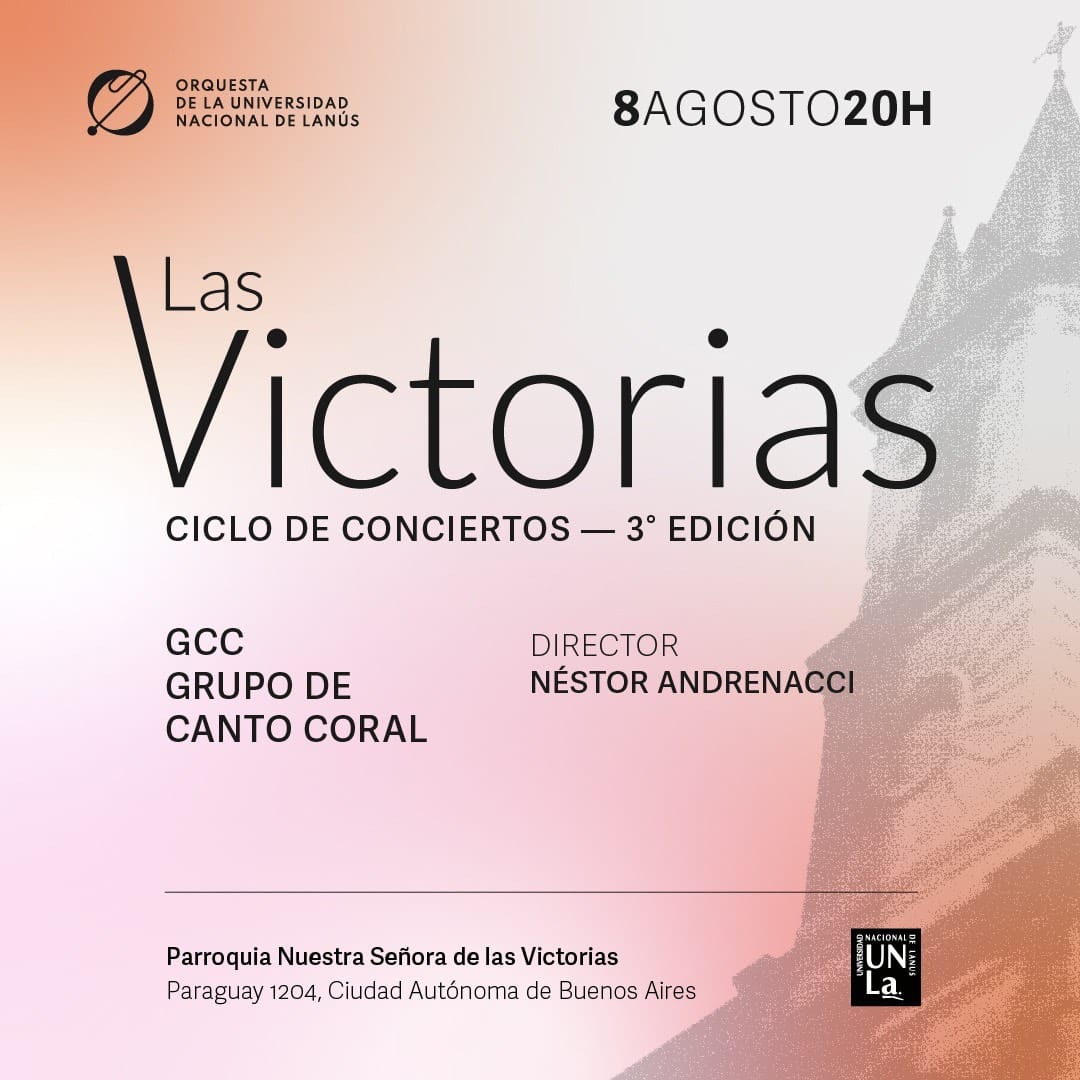 ORQUESTA
DE LA UNIVERSIDAD
NACIONAL DE LANÚS
8AGOSTO20H
Las
Victorias
CICLO DE CONCIERTOS — 3° EDICIÓN
GCC
GRUPO DE
CANTO CORAL
DIRECTOR
NÉSTOR ANDRENACCI
Parroquia Nuestra Señora de las Victorias
Paraguay 1204, Ciudad Autónoma de Buenos Aires
UNIVERSIDAD
NACIONAL
DE LANUS
UN
La.